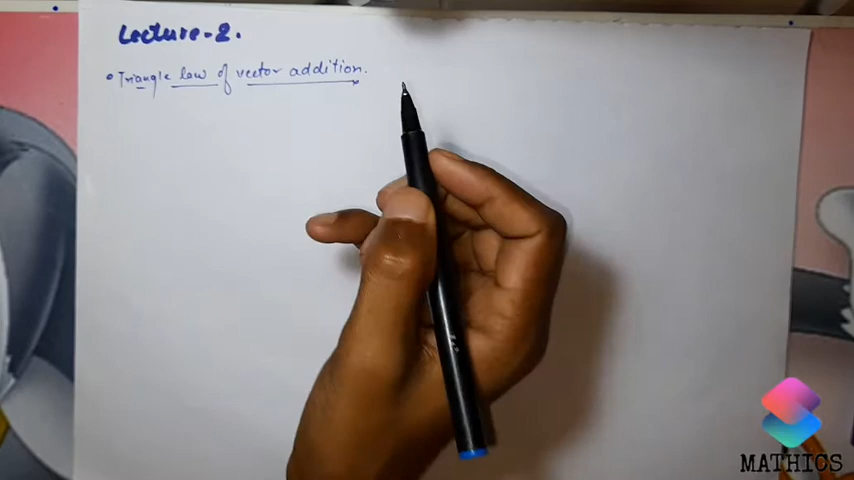 Lecture-2.
• Triangle law of vector addition.
MATHICS